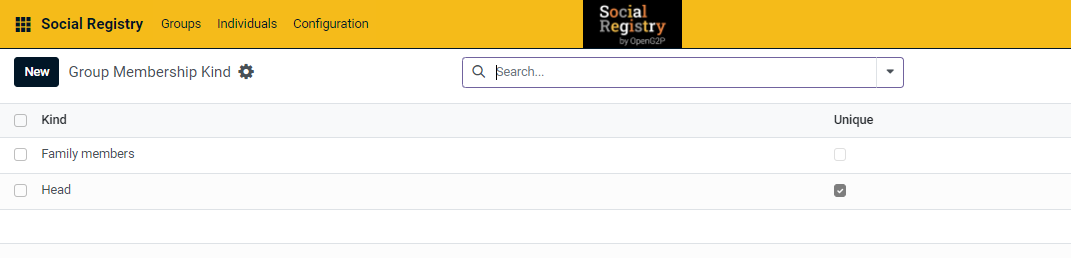 Social Registry Groups Individuals Configuration
Social
Registry
by OpenG2P
New Group Membership Kind Search...
Kind Unique
Family members
Head